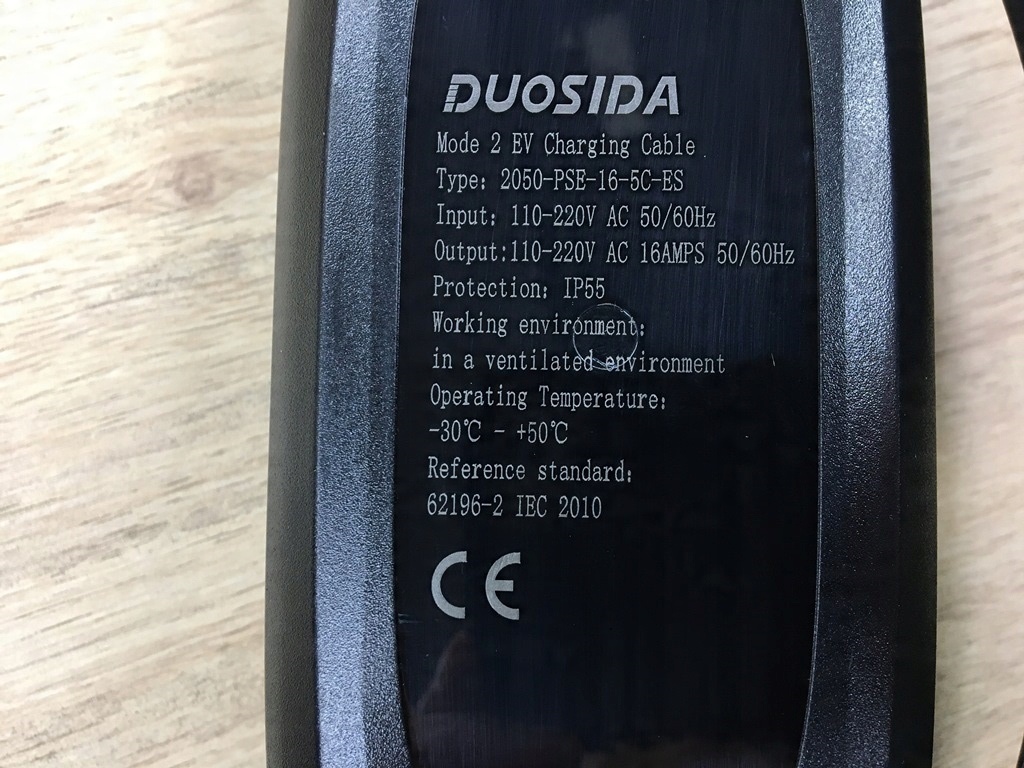 DUOSIDA
Mode 2 EV Charging Cable
Type: 2050-PSE-16-5C-ES
Input: 110-220V AC 50/60Hz
Output:110-220V AC 16AMPS 50/60Hz
Protection: IP55
Working environment:
in a ventilated environment
Operating Temperature:
-30℃ - +50℃
Reference standard:
62196-2 IEC 2010
CE